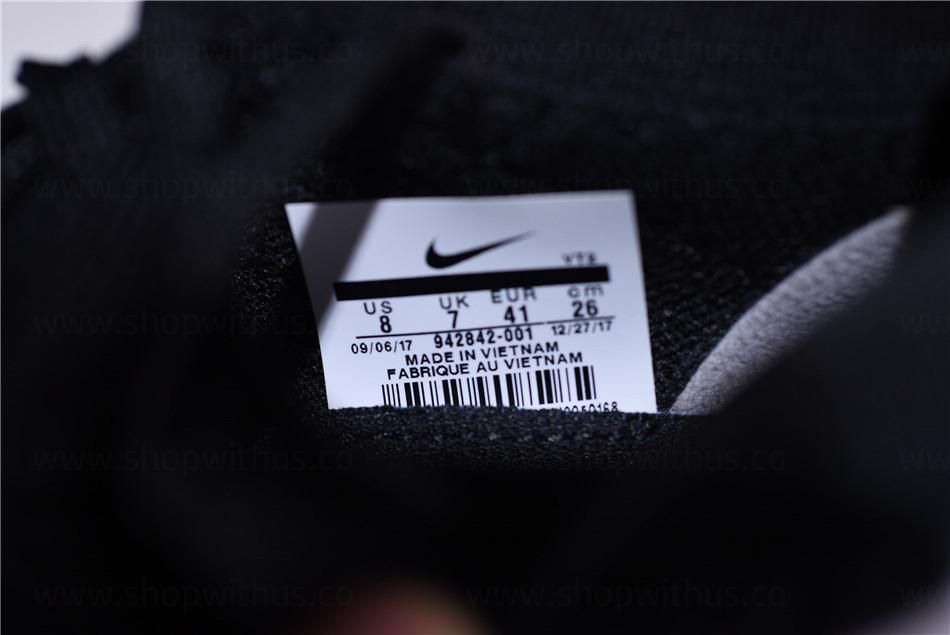 www.shopwithus.co
VT3
US UK EUR cm
8 7 41 26
09/06/17 942842-001 12/27/17
MADE IN VIETNAM
FABRIQUE AU VIETNAM